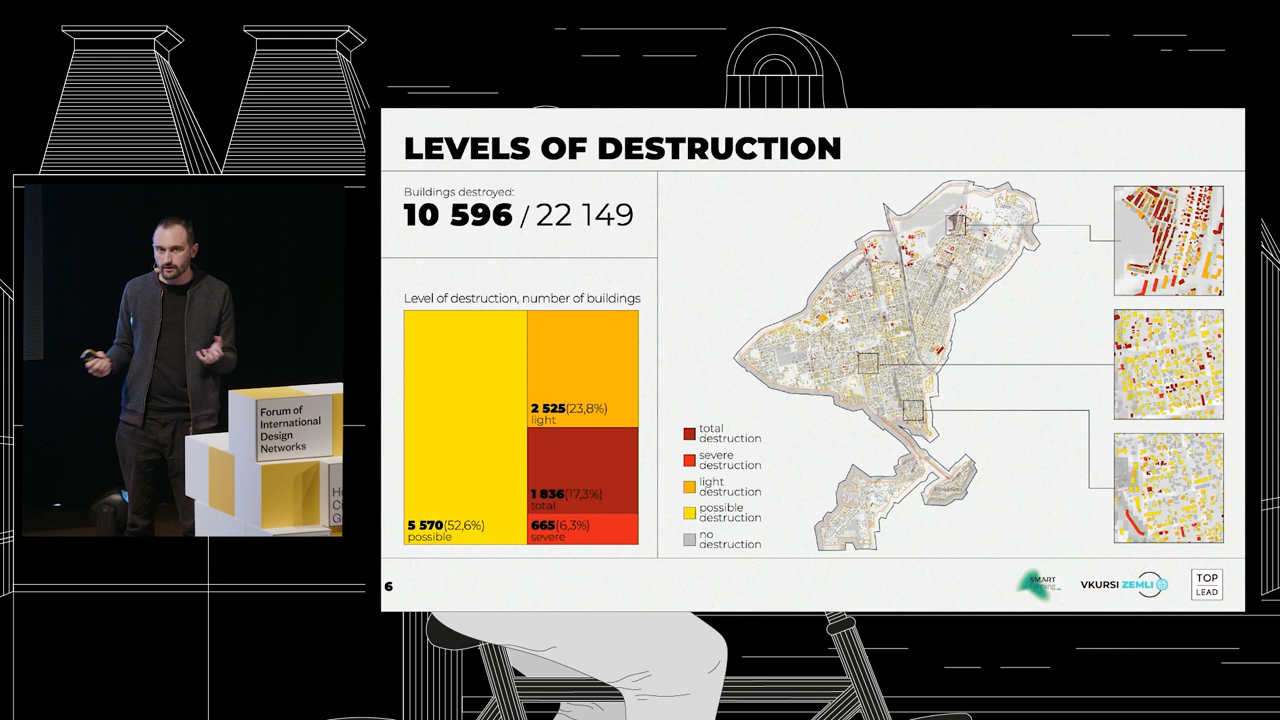 LEVELS OF DESTRUCTION
Buildings destroyed:
10 596 / 22 149
Level of destruction, number of buildings
2 525(23,8%)
light
1 836(17,3%)
total
5 570(52,6%)
possible
665(6,3%)
severe
total
destruction
severe
destruction
light
destruction
possible
destruction
no
destruction
Forum of
International
Design
Networks
6
SMART
VKURSI ZEMLI
TOP
LEAD